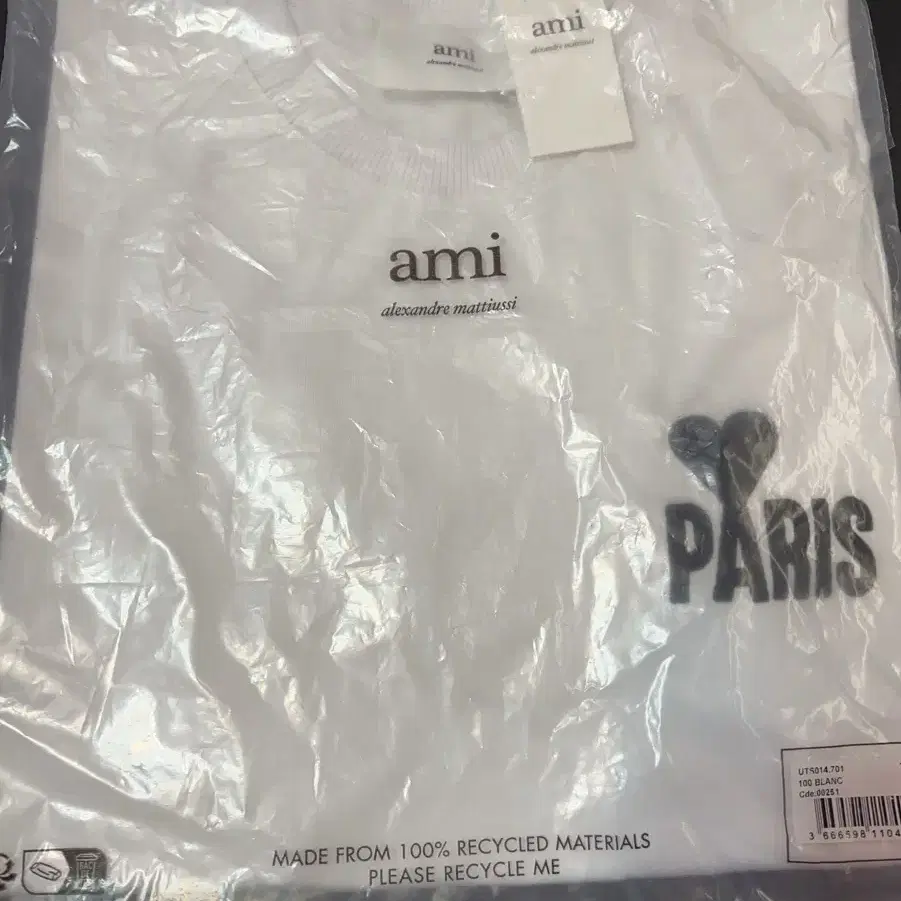 ami
alexandre mattiussi
ami
alexandre mattiussi
ami
alexandre mattiussi
PARIS
UTS014.701
100 BLANC
Cde:00251
3 666598 1104
MADE FROM 100% RECYCLED MATERIALS
PLEASE RECYCLE ME